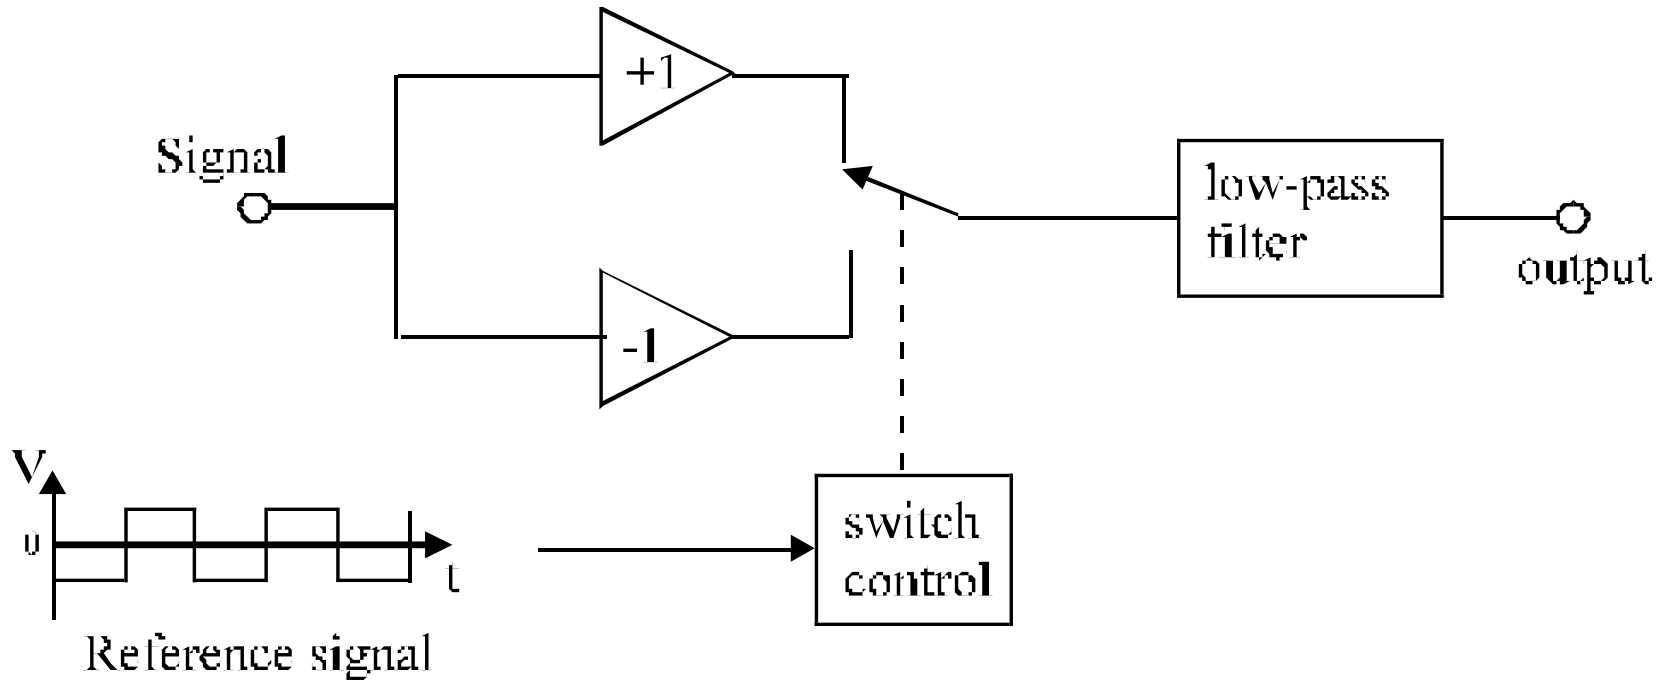 +1
Signal
low-pass
filter
output
-1
V
0
t
switch
control
Reference signal